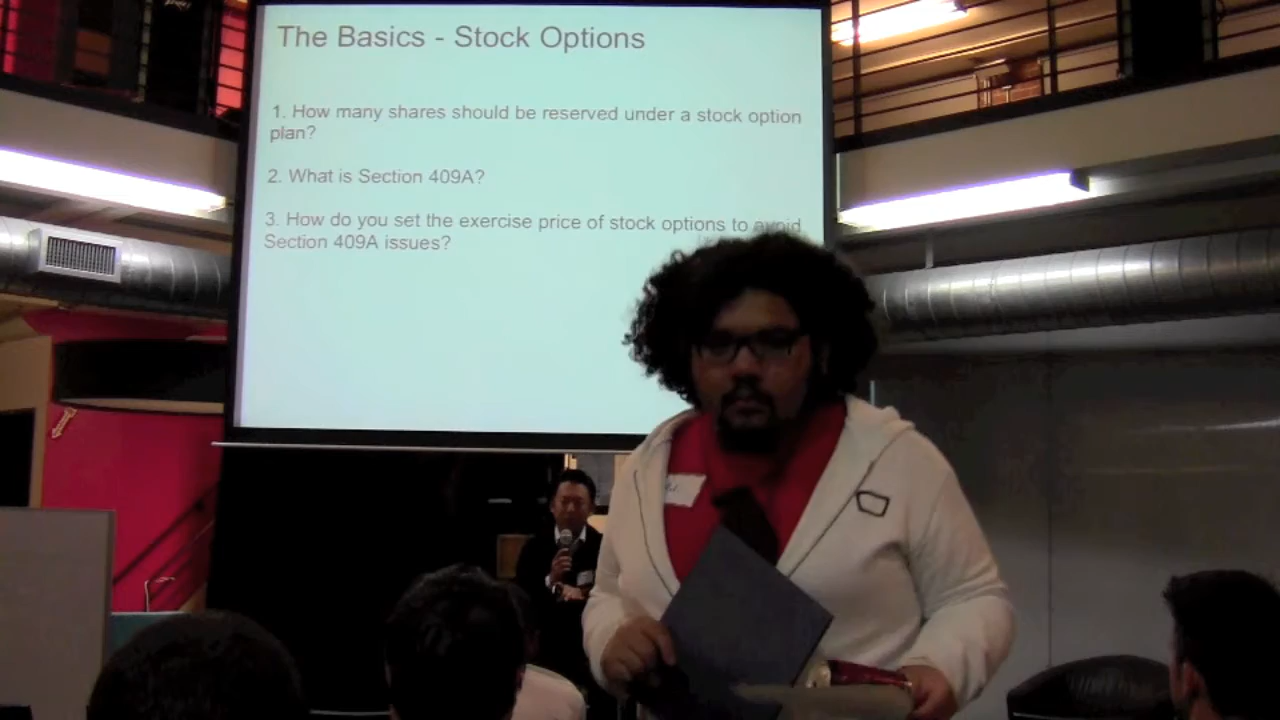 The Basics - Stock Options
1. How many shares should be reserved under a stock option
plan?
2. What is Section 409A?
3. How do you set the exercise price of stock options to avoid
Section 409A issues?